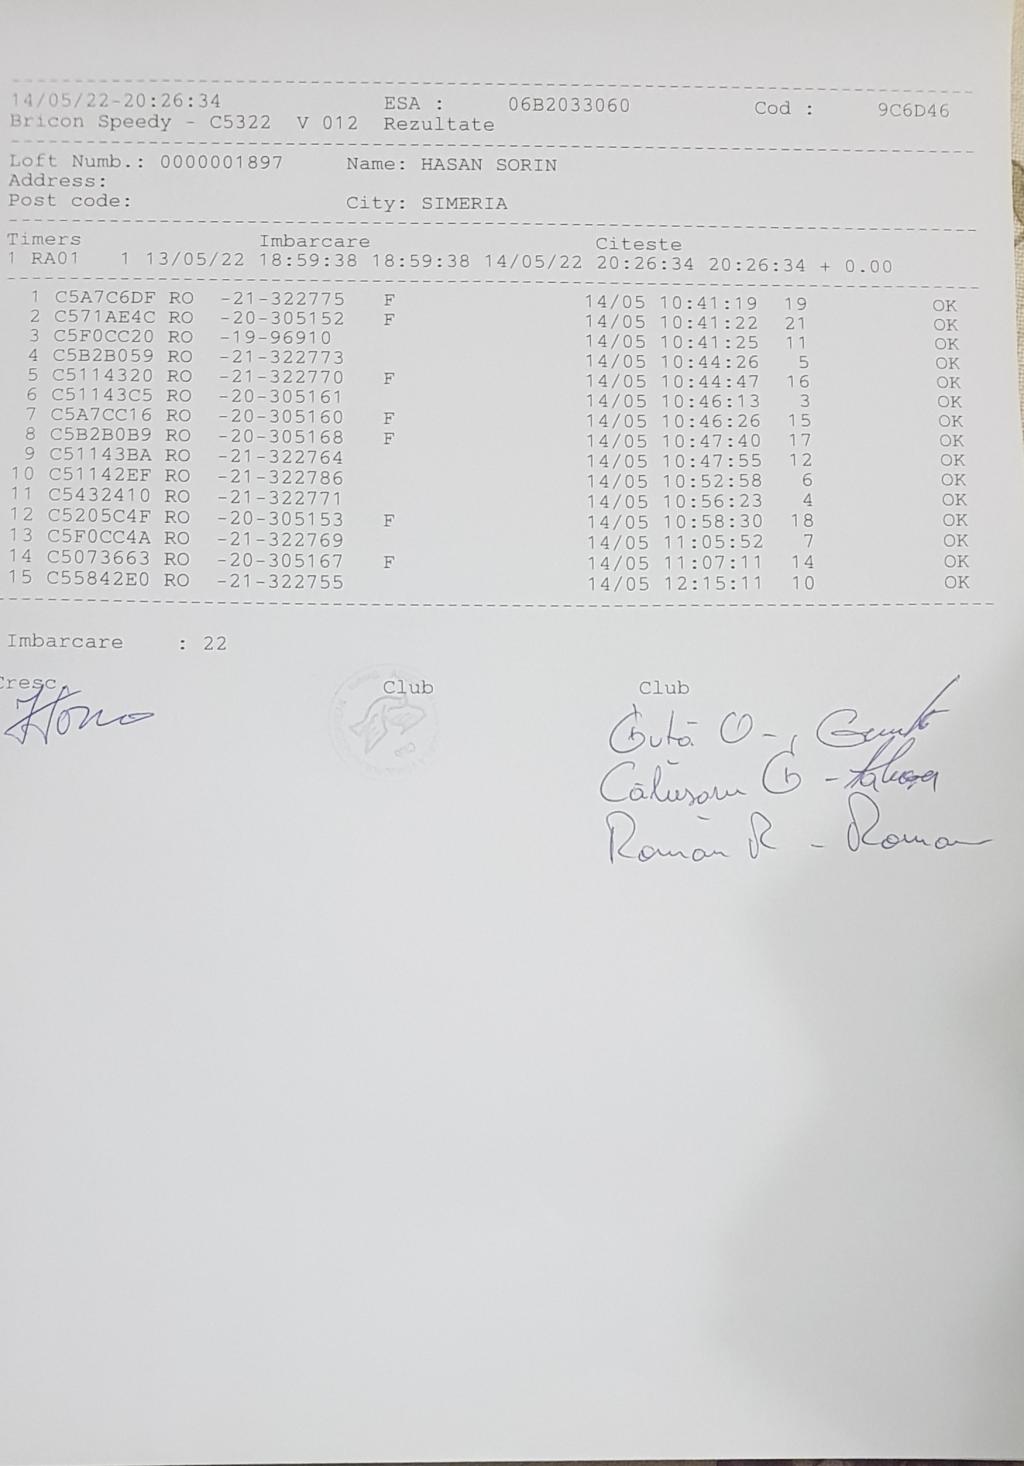 14/05/22-20:26:34 ESA : 06B2033060 Cod : 9C6D46
Bricon Speedy - C5322 V 012 Rezultate
Loft Numb.: 0000001897 Name: HASAN SORIN
Address:
Post code: City: SIMERIA
Timers Imbarcare Citeste
1 RA01 1 13/05/22 18:59:38 18:59:38 14/05/22 20:26:34 20:26:34 + 0.00
1 C5A7C6DF RO -21-322775 F 14/05 10:41:19 19 OK
2 C571AE4C RO -20-305152 F 14/05 10:41:22 21 OK
3 C5F0CC20 RO -19-96910 14/05 10:41:25 11 OK
4 C5B2B059 RO -21-322773 14/05 10:44:26 5 OK
5 C5114320 RO -21-322770 F 14/05 10:44:47 16 OK
6 C51143C5 RO -20-305161 14/05 10:46:13 3 OK
7 C5A7CC16 RO -20-305160 F 14/05 10:46:26 15 OK
8 C5B2B0B9 RO -20-305168 F 14/05 10:47:40 17 OK
9 C51143BA RO -21-322764 14/05 10:47:55 12 OK
10 C51142EF RO -21-322786 14/05 10:52:58 6 OK
11 C5432410 RO -21-322771 14/05 10:56:23 4 OK
12 C5205C4F RO -20-305153 F 14/05 10:58:30 18 OK
13 C5F0CC4A RO -21-322769 14/05 11:05:52 7 OK
14 C5073663 RO -20-305167 F 14/05 11:07:11 14 OK
15 C55842E0 RO -21-322755 14/05 12:15:11 10 OK
Imbarcare : 22
Cresc. Club Club
Guță O -
Călușaru G -
Roman R - Roman